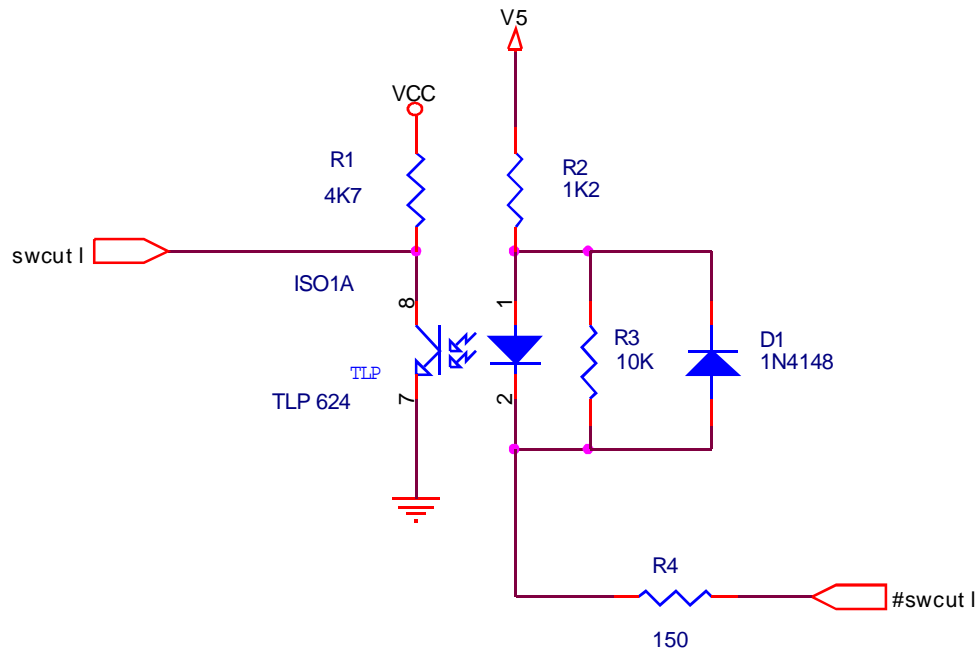 V5
VCC
R1
4K7
R2
1K2
swcut l
ISO1A
8
1
R3
10K
D1
1N4148
TLP
TLP 624
7
2
R4
150
#swcut l